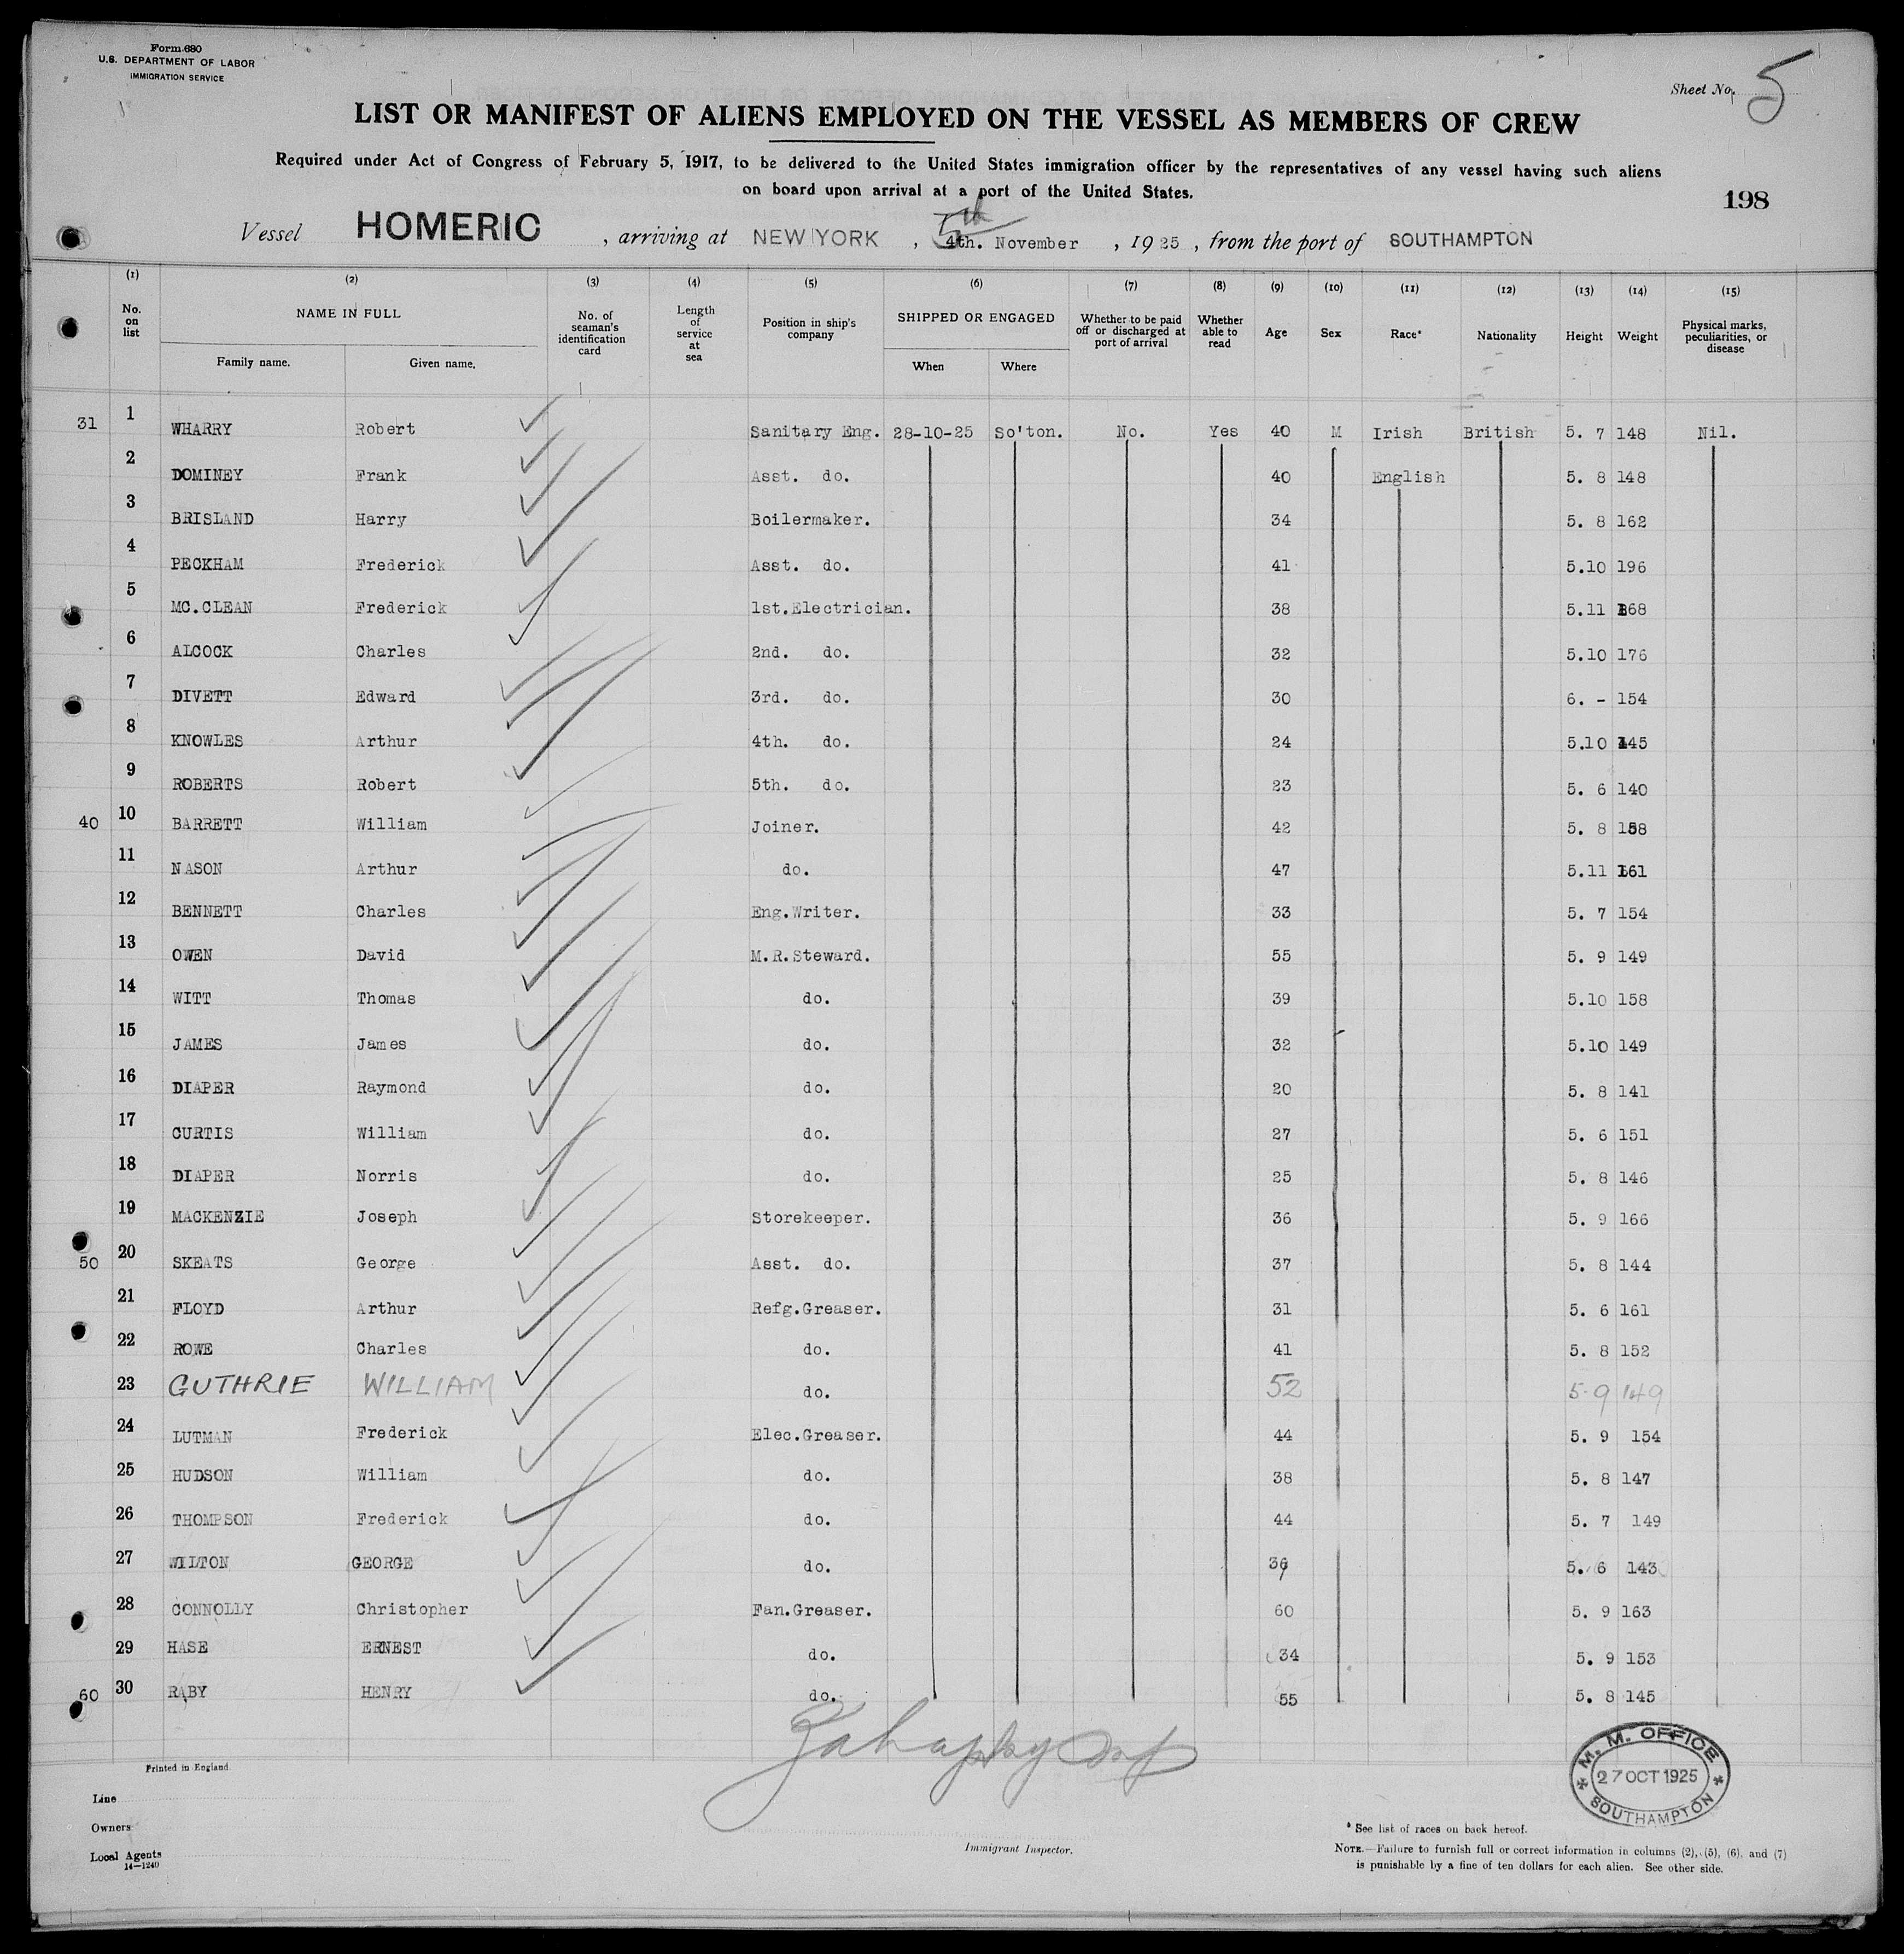 Form 680
U.S. DEPARTMENT OF LABOR
IMMIGRATION SERVICE
Sheet No. 5
LIST OR MANIFEST OF ALIENS EMPLOYED ON THE VESSEL AS MEMBERS OF CREW
Required under Act of Congress of February 5, 1917, to be delivered to the United States immigration officer by the representatives of any vessel having such aliens
on board upon arrival at a port of the United States.
198
Vessel HOMERIC , arriving at NEW YORK , 5th 4th. November , 1925 , from the port of SOUTHAMPTON
(1) (2) (3) (4) (5) (6) (7) (8) (9) (10) (11) (12) (13) (14) (15)
No. on list NAME IN FULL Family name. Given name. No. of seaman's identification card Length of service at sea Position in ship's company SHIPPED OR ENGAGED When Where Whether to be paid off or discharged at port of arrival Whether able to read Age Sex Race* Nationality Height Weight Physical marks, peculiarities, or disease
31 1 WHARRY Robert Sanitary Eng. 28-10-25 So'ton. No. Yes 40 M Irish British 5. 7 148 Nil.
2 DOMINEY Frank Asst. do. 40 English 5. 8 148
3 BRISLAND Harry Boilermaker. 34 5. 8 162
4 PECKHAM Frederick Asst. do. 41 5.10 196
5 MC.CLEAN Frederick 1st.Electrician. 38 5.11 168
6 ALCOCK Charles 2nd. do. 32 5.10 176
7 DIVETT Edward 3rd. do. 30 6. - 154
8 KNOWLES Arthur 4th. do. 24 5.10 145
9 ROBERTS Robert 5th. do. 23 5. 6 140
40 10 BARRETT William Joiner. 42 5. 8 158
11 NASON Arthur do. 47 5.11 161
12 BENNETT Charles Eng.Writer. 33 5. 7 154
13 OWEN David M.R.Steward. 55 5. 9 149
14 WITT Thomas do. 39 5.10 158
15 JAMES James do. 32 5.10 149
16 DIAPER Raymond do. 20 5. 8 141
17 CURTIS William do. 27 5. 6 151
18 DIAPER Norris do. 25 5. 8 146
19 MACKENZIE Joseph Storekeeper. 36 5. 9 166
50 20 SKEATS George Asst. do. 37 5. 8 144
21 FLOYD Arthur Refg.Greaser. 31 5. 6 161
22 ROWE Charles do. 41 5. 8 152
23 GUTHRIE WILLIAM do. 52 5-9 149
24 LUTMAN Frederick Elec.Greaser. 44 5. 9 154
25 HUDSON William do. 38 5. 8 147
26 THOMPSON Frederick do. 44 5. 7 149
27 WILTON GEORGE do. 5. 6 143
28 CONNOLLY Christopher Fan.Greaser. 60 5. 9 163
29 HASE ERNEST do. 34 5. 9 153
60 30 RABY HENRY do. 55 5. 8 145
Printed in England
Line
Owners
Local Agents
14-1240
Immigrant Inspector.
M. M. OFFICE
27 OCT 1925
SOUTHAMPTON
* See list of races on back hereof.
NOTE.—Failure to furnish full or correct information in columns (2), (5), (6), and (7)
is punishable by a fine of ten dollars for each alien. See other side.